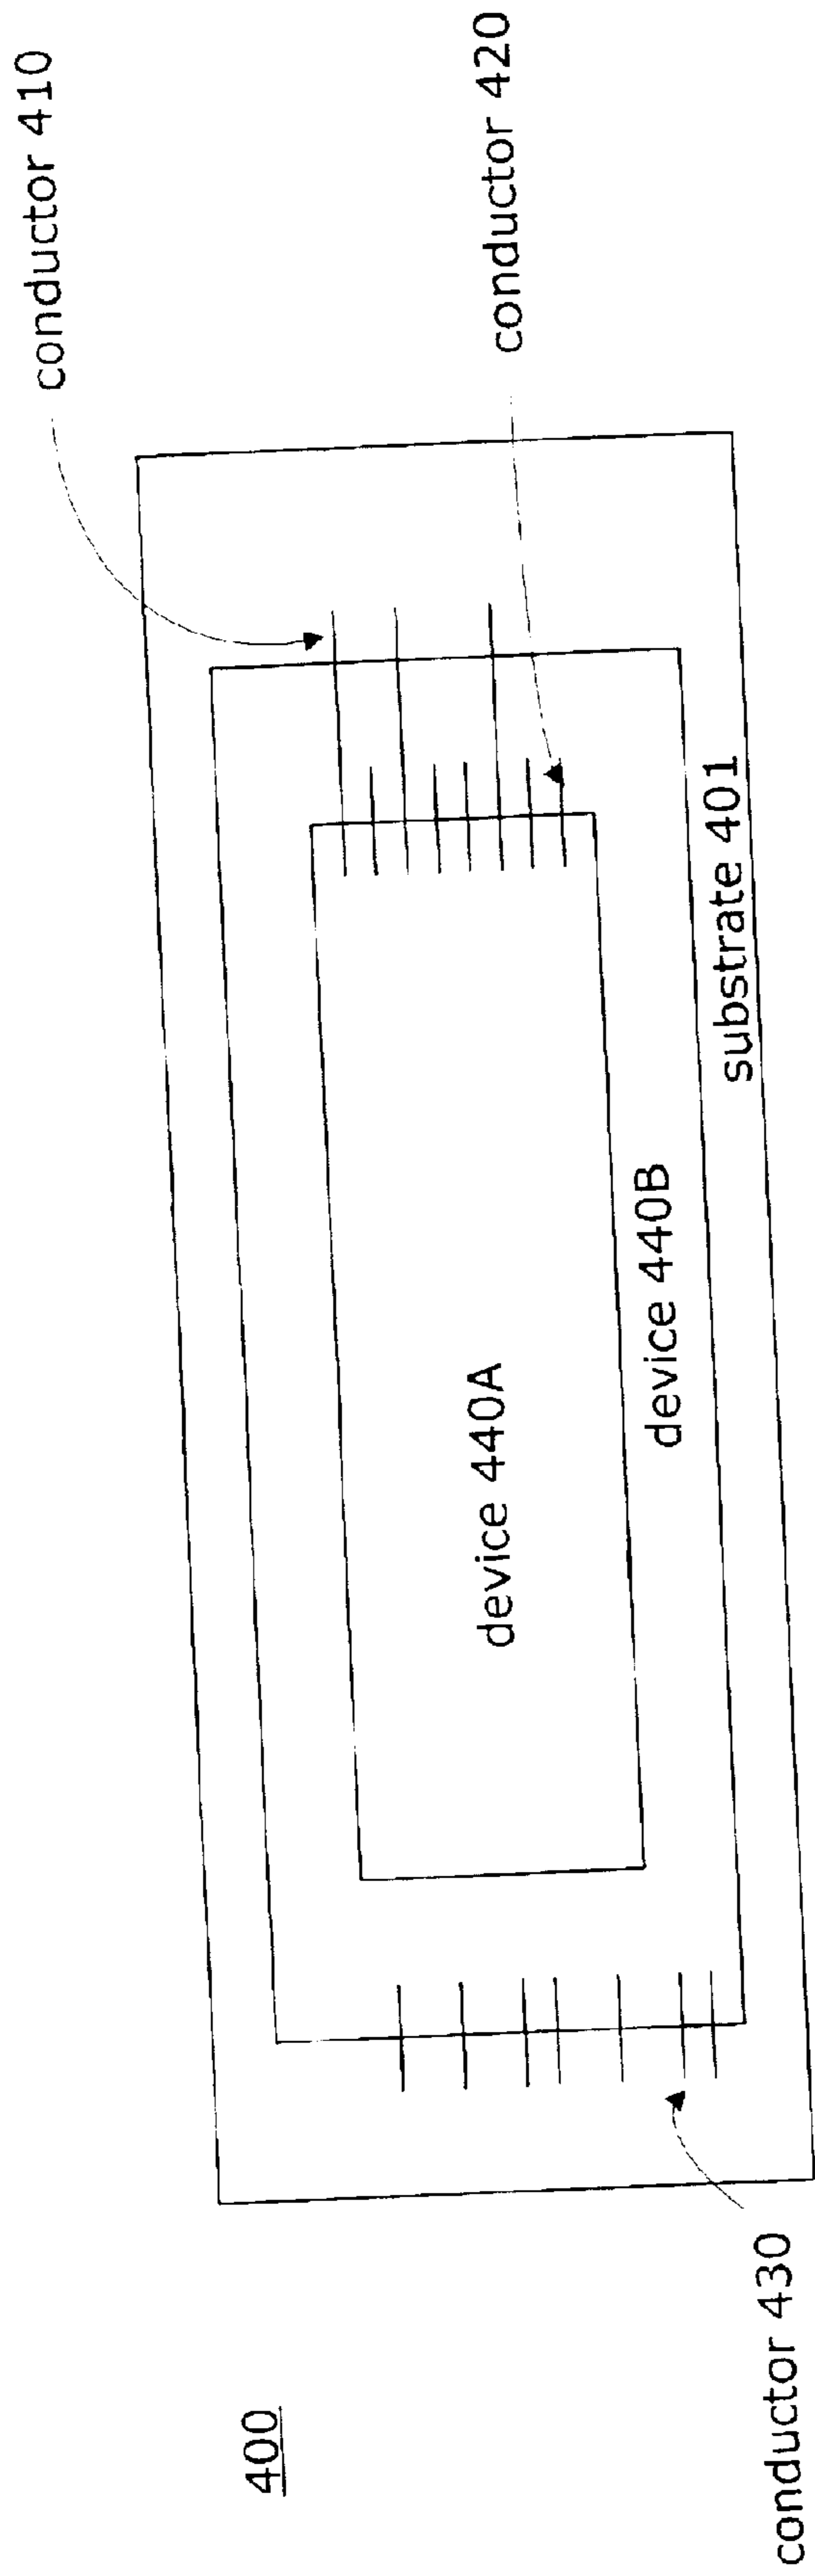 conductor 410
conductor 420
device 440A
device 440B
substrate 401
conductor 430
400